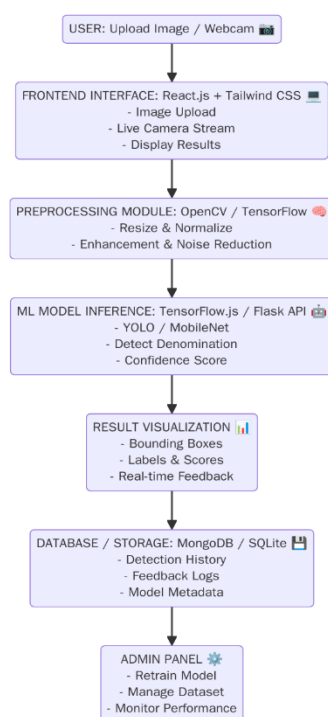 USER: Upload Image / Webcam 📷
FRONTEND INTERFACE: React.js + Tailwind CSS 💻
- Image Upload
- Live Camera Stream
- Display Results
PREPROCESSING MODULE: OpenCV / TensorFlow 🧠
- Resize & Normalize
- Enhancement & Noise Reduction
ML MODEL INFERENCE: TensorFlow.js / Flask API 🤖
- YOLO / MobileNet
- Detect Denomination
- Confidence Score
RESULT VISUALIZATION 📊
- Bounding Boxes
- Labels & Scores
- Real-time Feedback
DATABASE / STORAGE: MongoDB / SQLite 💾
- Detection History
- Feedback Logs
- Model Metadata
ADMIN PANEL ⚙️
- Retrain Model
- Manage Dataset
- Monitor Performance